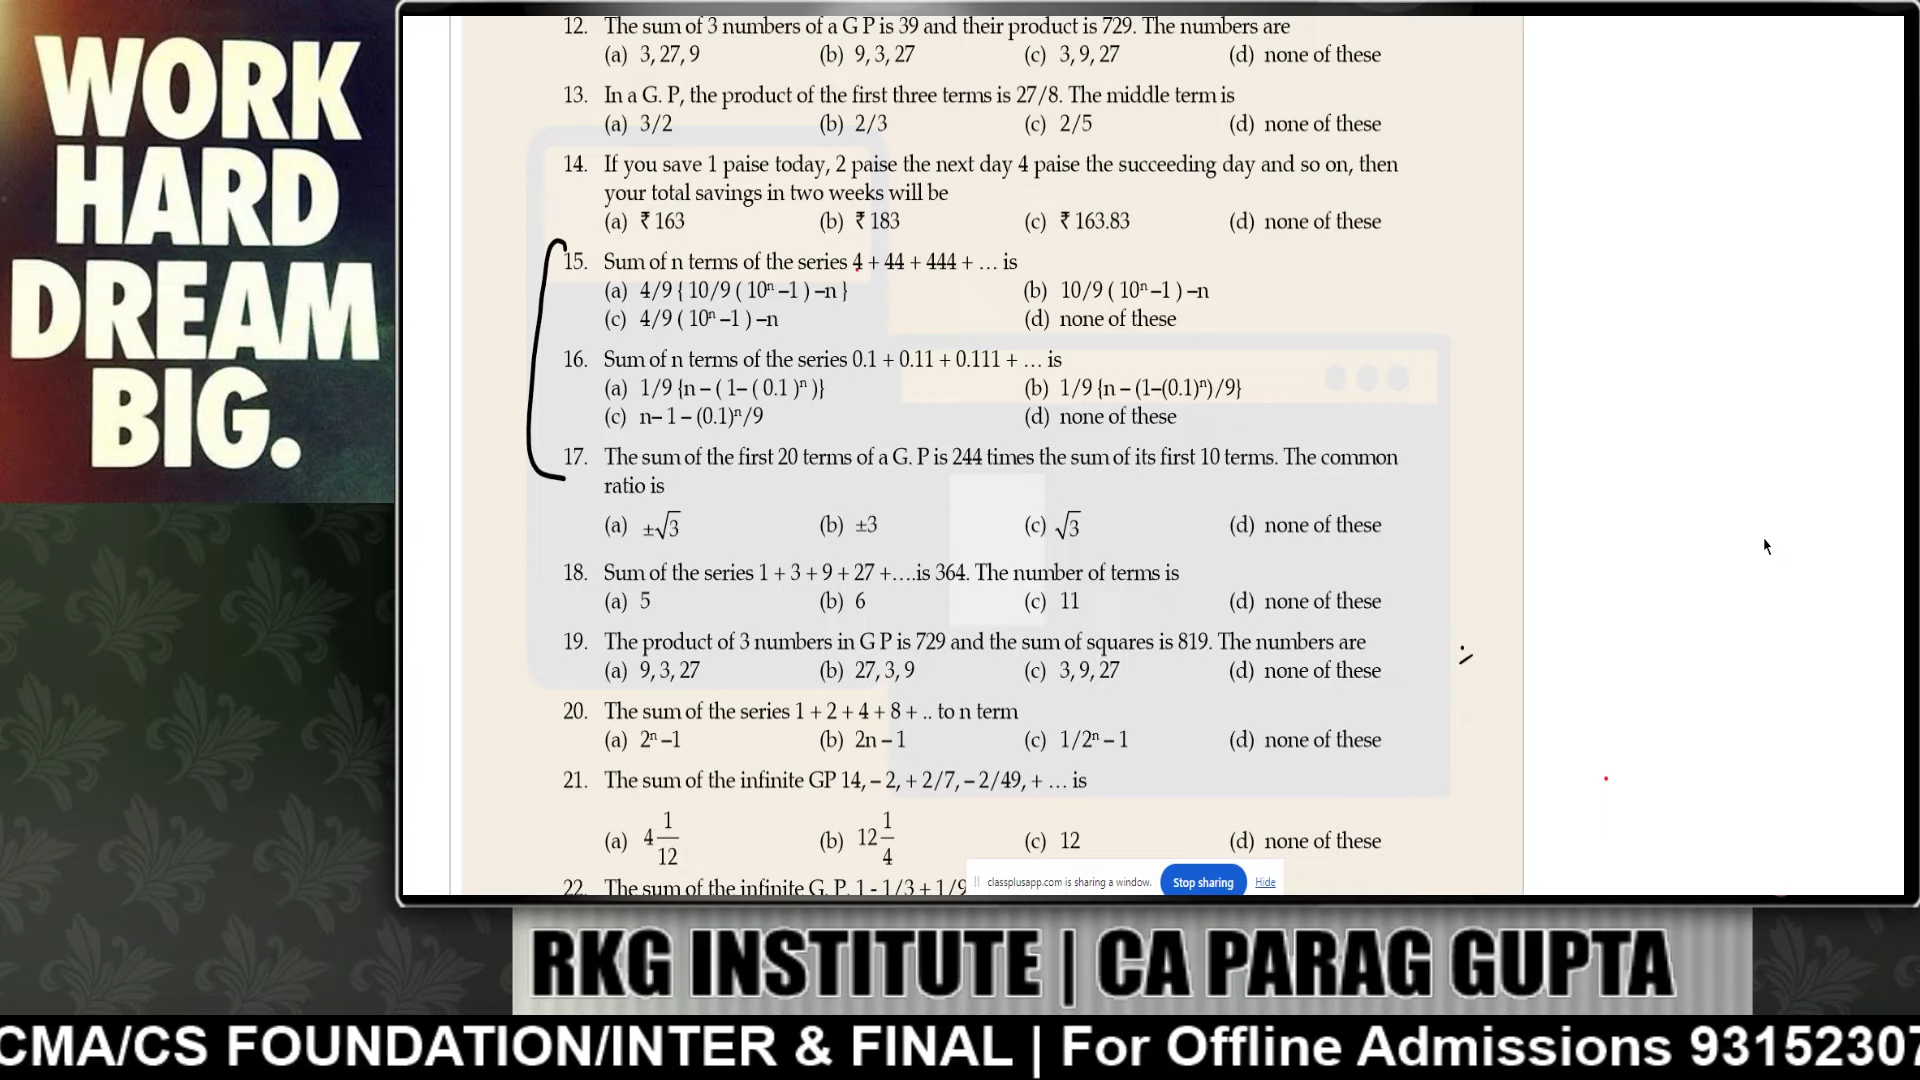 WORK
HARD
DREAM
BIG.
12. The sum of 3 numbers of a G P is 39 and their product is 729. The numbers are
(a) 3, 27, 9 (b) 9, 3, 27 (c) 3, 9, 27 (d) none of these
13. In a G. P, the product of the first three terms is 27/8. The middle term is
(a) 3/2 (b) 2/3 (c) 2/5 (d) none of these
14. If you save 1 paise today, 2 paise the next day 4 paise the succeeding day and so on, then
your total savings in two weeks will be
(a) ₹ 163 (b) ₹ 183 (c) ₹ 163.83 (d) none of these
15. Sum of n terms of the series 4 + 44 + 444 + … is
(a) 4/9 { 10/9 ( 10ⁿ –1 ) –n } (b) 10/9 ( 10ⁿ –1 ) –n
(c) 4/9 ( 10ⁿ –1 ) –n (d) none of these
16. Sum of n terms of the series 0.1 + 0.11 + 0.111 + … is
(a) 1/9 {n – ( 1– ( 0.1 )ⁿ )} (b) 1/9 {n – (1–(0.1)ⁿ)/9}
(c) n– 1 – (0.1)ⁿ/9 (d) none of these
17. The sum of the first 20 terms of a G. P is 244 times the sum of its first 10 terms. The common
ratio is
(a) ±√3 (b) ±3 (c) √3 (d) none of these
18. Sum of the series 1 + 3 + 9 + 27 +….is 364. The number of terms is
(a) 5 (b) 6 (c) 11 (d) none of these
19. The product of 3 numbers in G P is 729 and the sum of squares is 819. The numbers are
(a) 9, 3, 27 (b) 27, 3, 9 (c) 3, 9, 27 (d) none of these
20. The sum of the series 1 + 2 + 4 + 8 + .. to n term
(a) 2ⁿ –1 (b) 2n – 1 (c) 1/2ⁿ – 1 (d) none of these
21. The sum of the infinite GP 14, – 2, + 2/7, – 2/49, + … is
(a) 4 1/12 (b) 12 1/4 (c) 12 (d) none of these
22. The sum of the infinite G. P. 1 - 1/3 + 1/9
classplusapp.com is sharing a window. Stop sharing Hide
RKG INSTITUTE | CA PARAG GUPTA
CMA/CS FOUNDATION/INTER & FINAL | For Offline Admissions 9315230